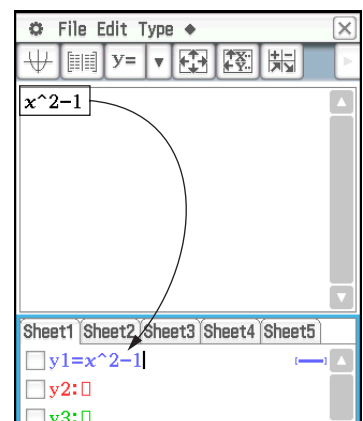 File Edit Type ◆
y=
x^2−1
Sheet1 Sheet2 Sheet3 Sheet4 Sheet5
y1=x^2−1
y2:▯
y3:▯